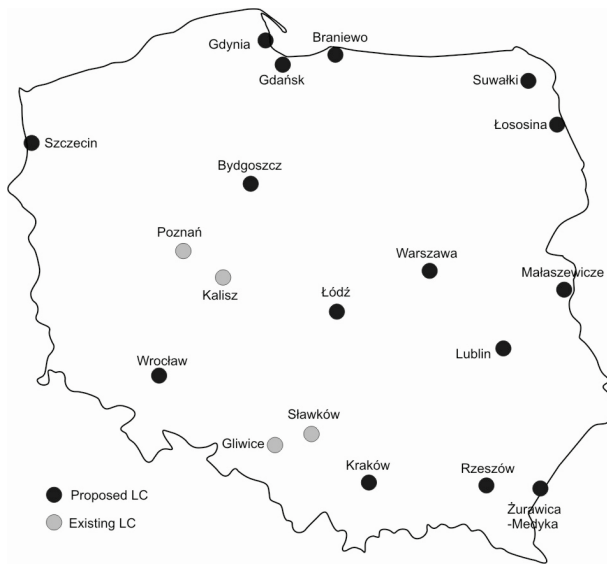 Braniewo
Gdynia
Gdańsk
Suwałki
Łososina
Szczecin
Bydgoszcz
Poznań
Warszawa
Małaszewicze
Kalisz
Łódź
Lublin
Wrocław
Sławków
Gliwice
Kraków
Rzeszów
Żurawica
-Medyka
Proposed LC
Existing LC